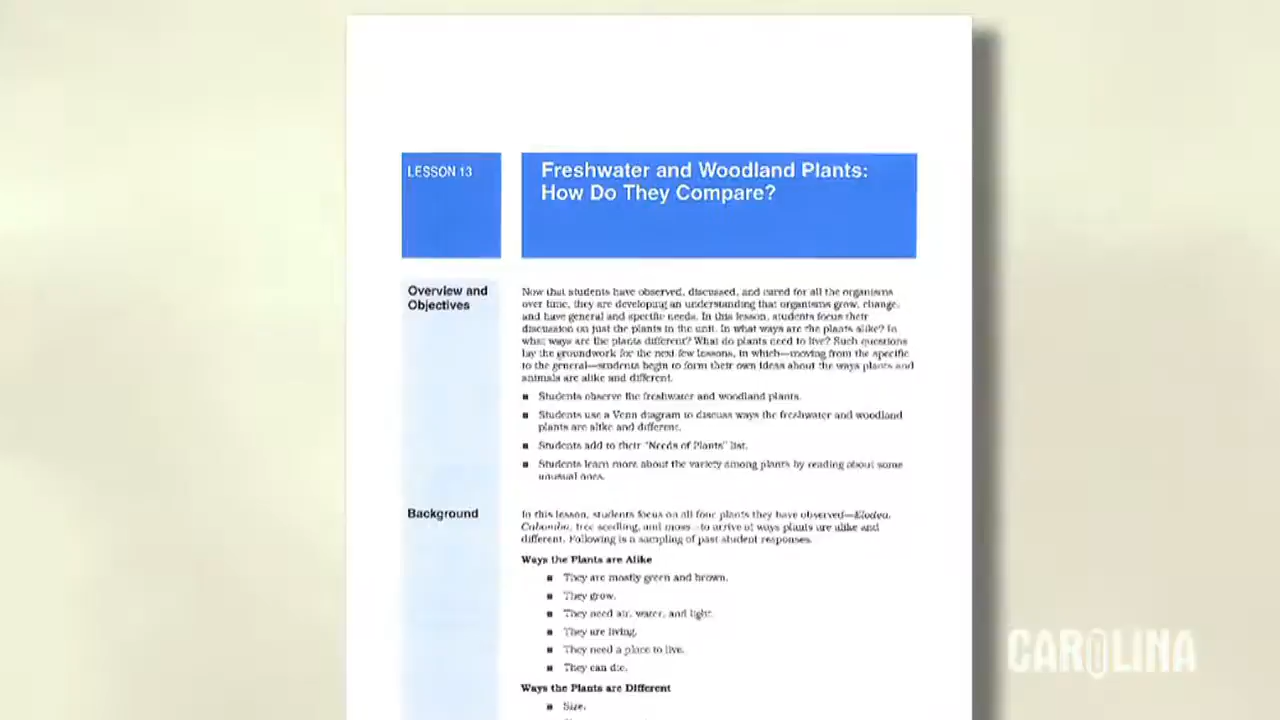 LESSON 13
Freshwater and Woodland Plants:
How Do They Compare?
Overview and
Objectives
Now that students have observed, discussed, and cared for all the organisms
over time, they are developing an understanding that organisms grow, change,
and have general and specific needs. In this lesson, students focus their
discussion on just the plants in the unit. In what ways are the plants alike? In
what ways are the plants different? What do plants need to live? Such questions
lay the groundwork for the next few lessons, in which—moving from the specific
to the general—students begin to form their own ideas about the ways plants and
animals are alike and different.
■ Students observe the freshwater and woodland plants.
■ Students use a Venn diagram to discuss ways the freshwater and woodland
plants are alike and different.
■ Students add to their "Needs of Plants" list.
■ Students learn more about the variety among plants by reading about some
unusual ones.
Background
In this lesson, students focus on all four plants they have observed—Elodea,
Cabomba, tree seedling, and moss—to arrive at ways plants are alike and
different. Following is a sampling of past student responses.
Ways the Plants are Alike
■ They are mostly green and brown.
■ They grow.
■ They need air, water, and light.
■ They are living.
■ They need a place to live.
■ They can die.
Ways the Plants are Different
■ Size.
CAROLINA